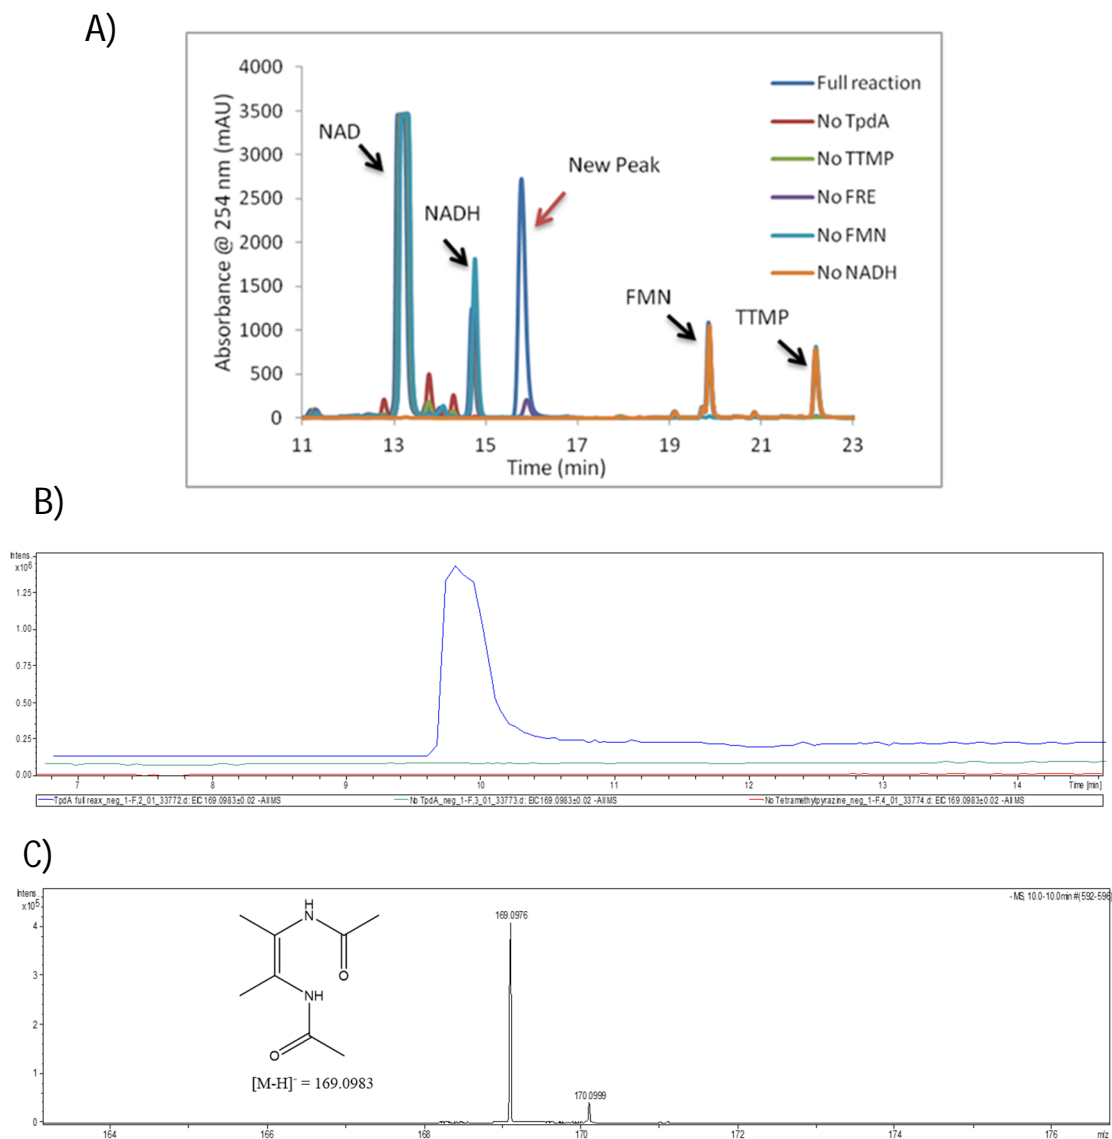 A)
4000
3500
3000
2500
2000
1500
1000
500
0
Absorbance @ 254 nm (mAU)
NAD
NADH
New Peak
FMN
TTMP
Full reaction
No TpdA
No TTMP
No FRE
No FMN
No NADH
11 13 15 17 19 21 23
Time (min)
B)
Intens.
x10⁶
1.25
1.00
0.75
0.50
0.25
0.00
7 8 9 10 11 12 13 14 Time [min]
TpdA full reax_neg_1-F,2_01_33772.d: EIC 169.0983±0.02 -All MS No TpdA_neg_1-F,3_01_33773.d: EIC 169.0983±0.02 -All MS No Tetramethylpyrazine_neg_1-F,4_01_33774.d: EIC 169.0983±0.02 -All MS
C)
Intens.
x10⁵
-MS, 10.0-10.0min #(592-596)
4
3
2
1
0
H
N
O
NH
O
[M-H]⁻ = 169.0983
169.0976
170.0999
164 166 168 170 172 174 176 m/z